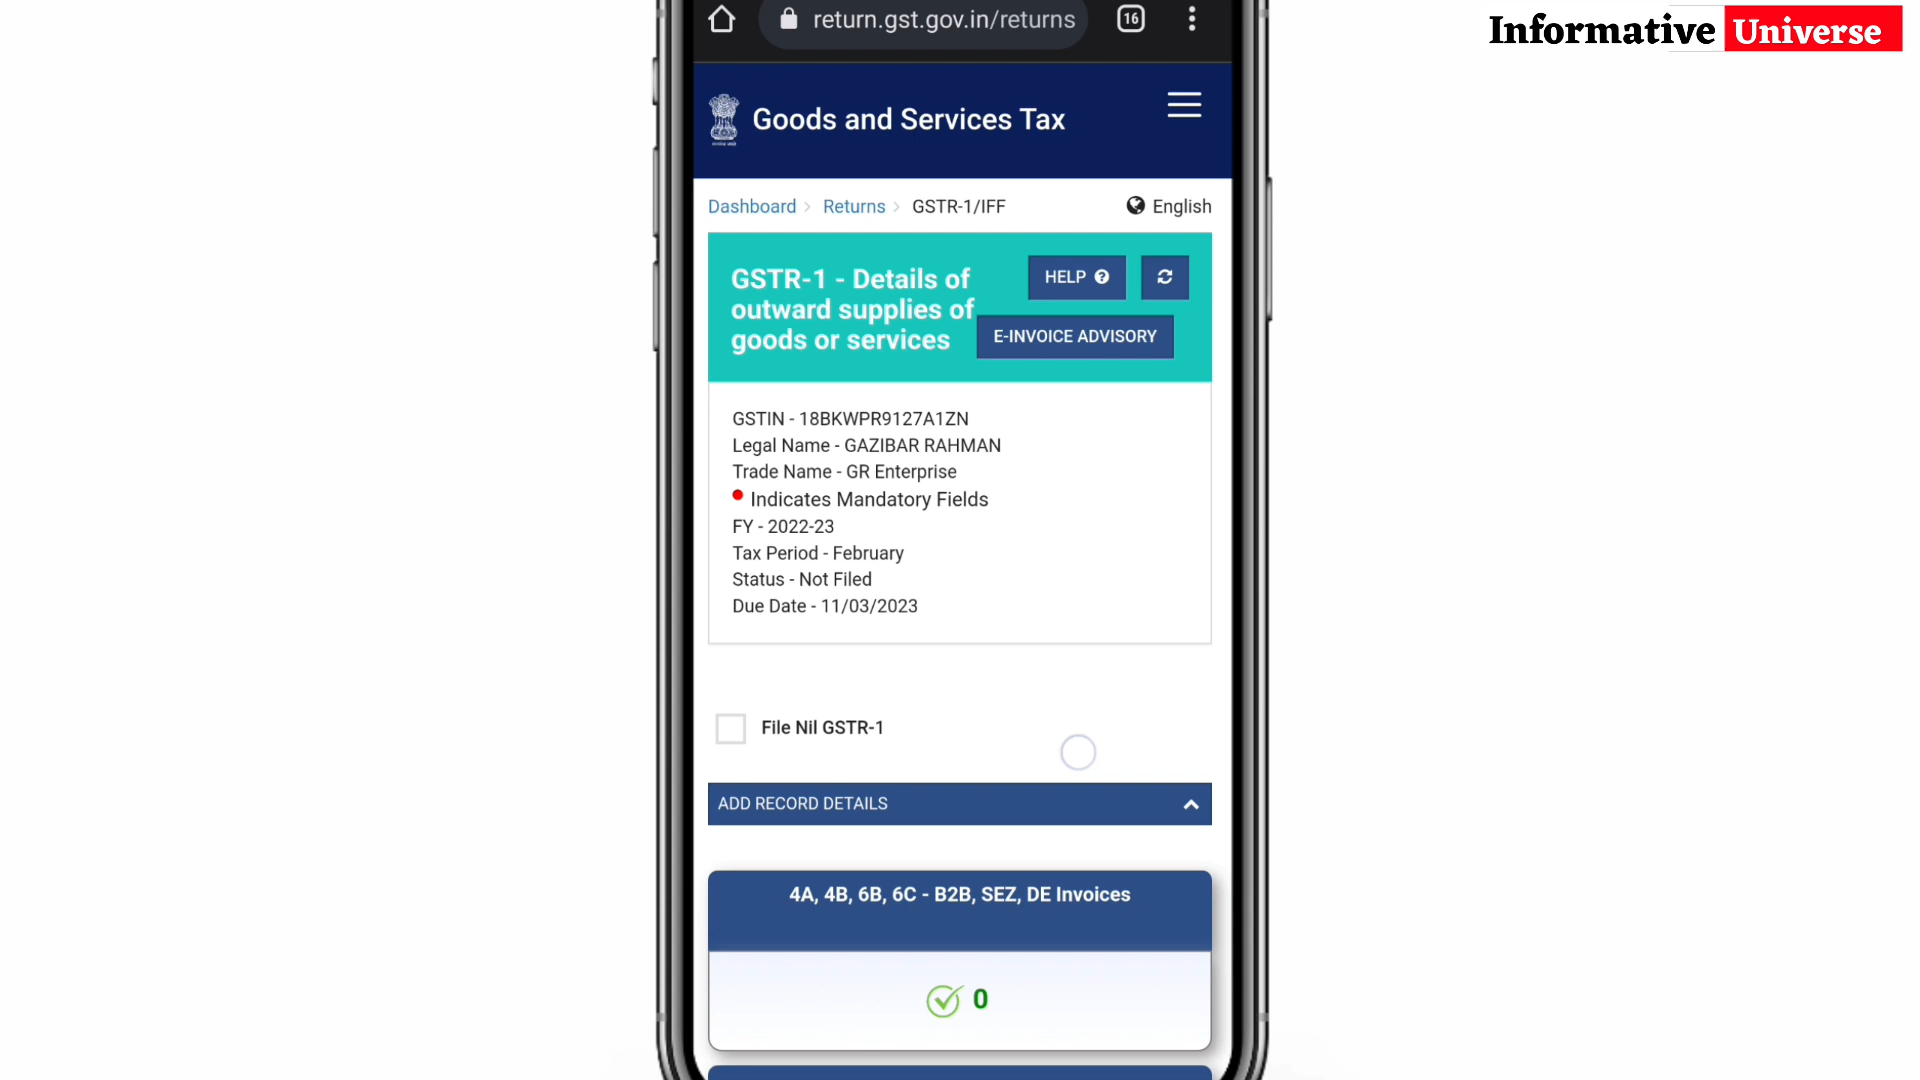 Informative Universe
return.gst.gov.in/returns
16
Goods and Services Tax
Dashboard > Returns > GSTR-1/IFF
English
GSTR-1 - Details of
outward supplies of
goods or services
HELP
E-INVOICE ADVISORY
GSTIN - 18BKWPR9127A1ZN
Legal Name - GAZIBAR RAHMAN
Trade Name - GR Enterprise
Indicates Mandatory Fields
FY - 2022-23
Tax Period - February
Status - Not Filed
Due Date - 11/03/2023
File Nil GSTR-1
ADD RECORD DETAILS
4A, 4B, 6B, 6C - B2B, SEZ, DE Invoices
0